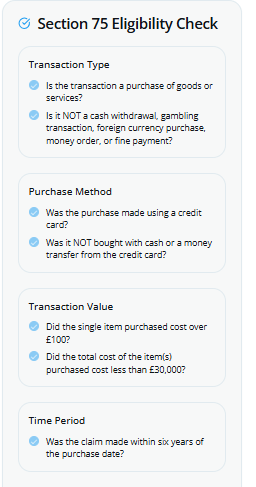 Section 75 Eligibility Check
Transaction Type
Is the transaction a purchase of goods or
services?
Is it NOT a cash withdrawal, gambling
transaction, foreign currency purchase,
money order, or fine payment?
Purchase Method
Was the purchase made using a credit
card?
Was it NOT bought with cash or a money
transfer from the credit card?
Transaction Value
Did the single item purchased cost over
£100?
Did the total cost of the item(s)
purchased cost less than £30,000?
Time Period
Was the claim made within six years of
the purchase date?